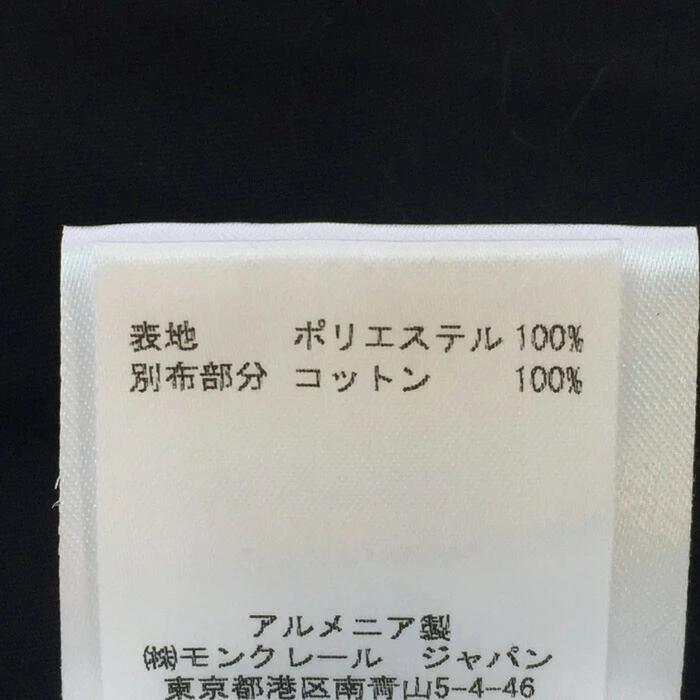 表地 ポリエステル 100%
別布部分 コットン 100%
アルメニア製
㈱モンクレール ジャパン
東京都港区南青山5-4-46